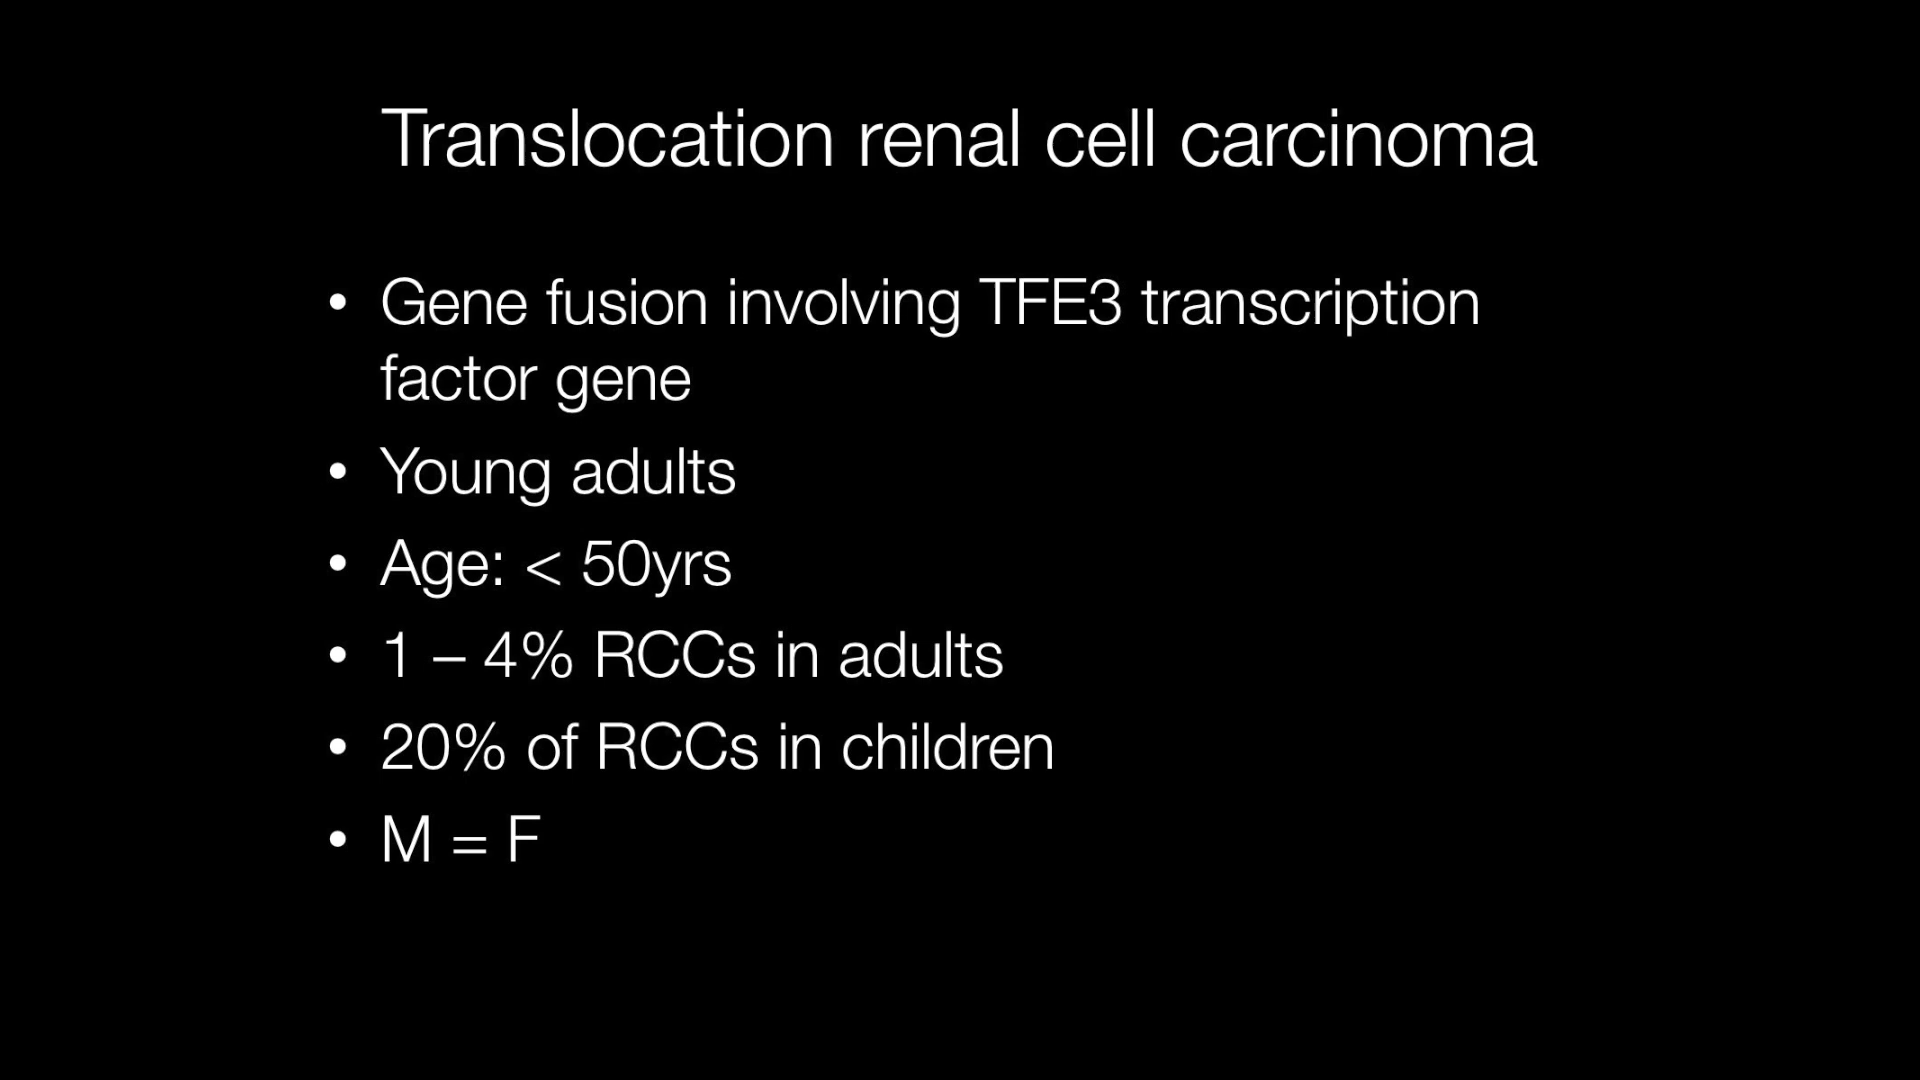 Translocation renal cell carcinoma
• Gene fusion involving TFE3 transcription
factor gene
• Young adults
• Age: < 50yrs
• 1 – 4% RCCs in adults
• 20% of RCCs in children
• M = F